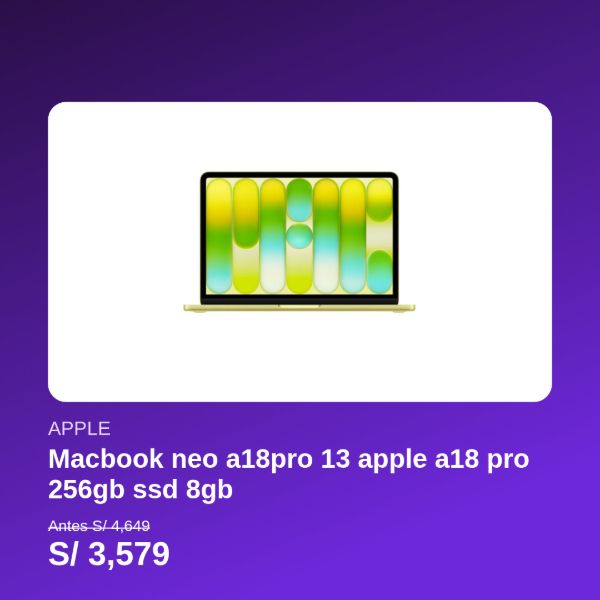 APPLE
Macbook neo a18pro 13 apple a18 pro
256gb ssd 8gb
Antes S/ 4,649
S/ 3,579